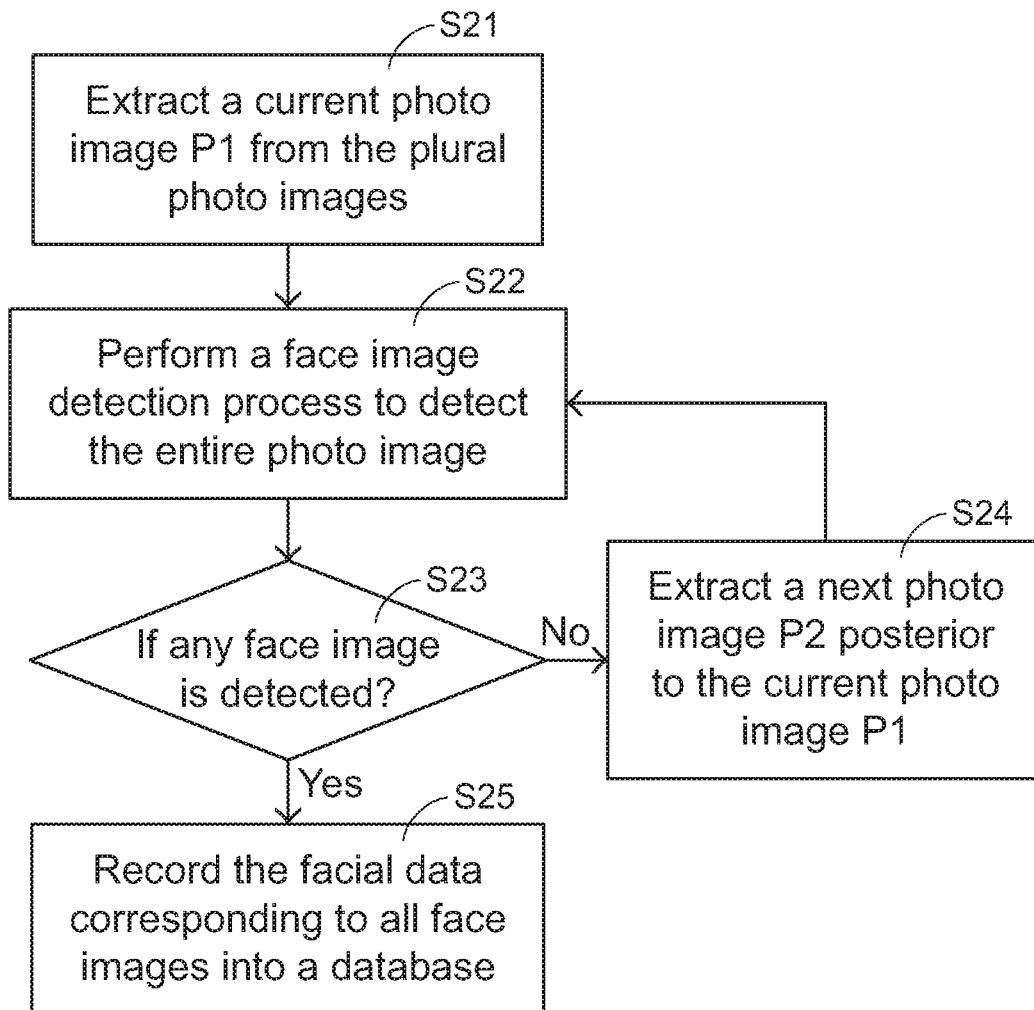 S21
Extract a current photo
image P1 from the plural
photo images
S22
Perform a face image
detection process to detect
the entire photo image
S23
If any face image
is detected?
No
S24
Extract a next photo
image P2 posterior
to the current photo
image P1
Yes
S25
Record the facial data
corresponding to all face
images into a database